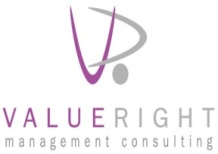 VALUERIGHT
management consulting